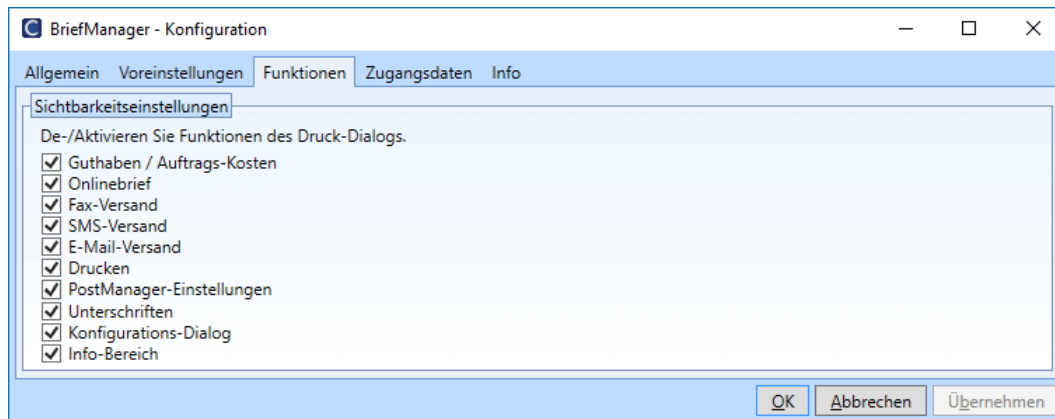 BriefManager - Konfiguration
Allgemein Voreinstellungen Funktionen Zugangsdaten Info
Sichtbarkeitseinstellungen
De-/Aktivieren Sie Funktionen des Druck-Dialogs.
Guthaben / Auftrags-Kosten
Onlinebrief
Fax-Versand
SMS-Versand
E-Mail-Versand
Drucken
PostManager-Einstellungen
Unterschriften
Konfigurations-Dialog
Info-Bereich
OK Abbrechen Übernehmen